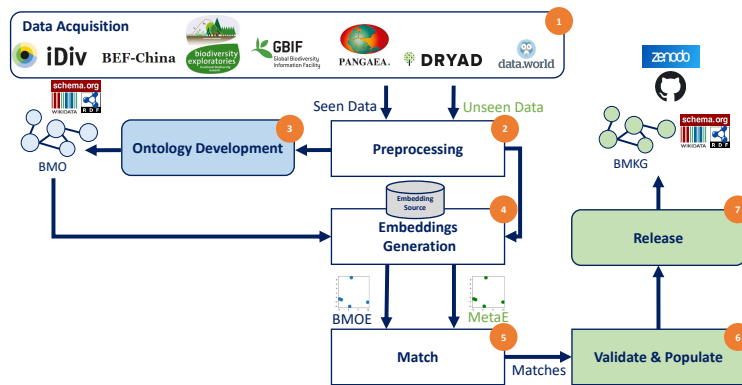 Data Acquisition
1
iDiv
BEF-China
biodiversity
exploratories
GBIF
Global Biodiversity
Information Facility
PANGAEA.
DRYAD
data.world
schema.org
WIKIDATA
RDF
BMO
3
Ontology Development
Seen Data
Unseen Data
2
Preprocessing
Embedding
Source
4
Embeddings
Generation
BMOE
MetaE
5
Match
Matches
6
Validate & Populate
7
Release
BMKG
schema.org
WIKIDATA
RDF
zenodo